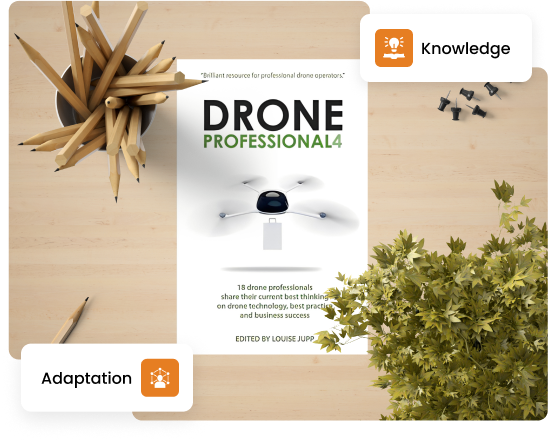 Knowledge
"Brilliant resource for professional drone operators."
DRONE
PROFESSIONAL4
18 drone professionals
share their current best thinking
on drone technology, best practice
and business success
EDITED BY LOUISE JUPP
Adaptation